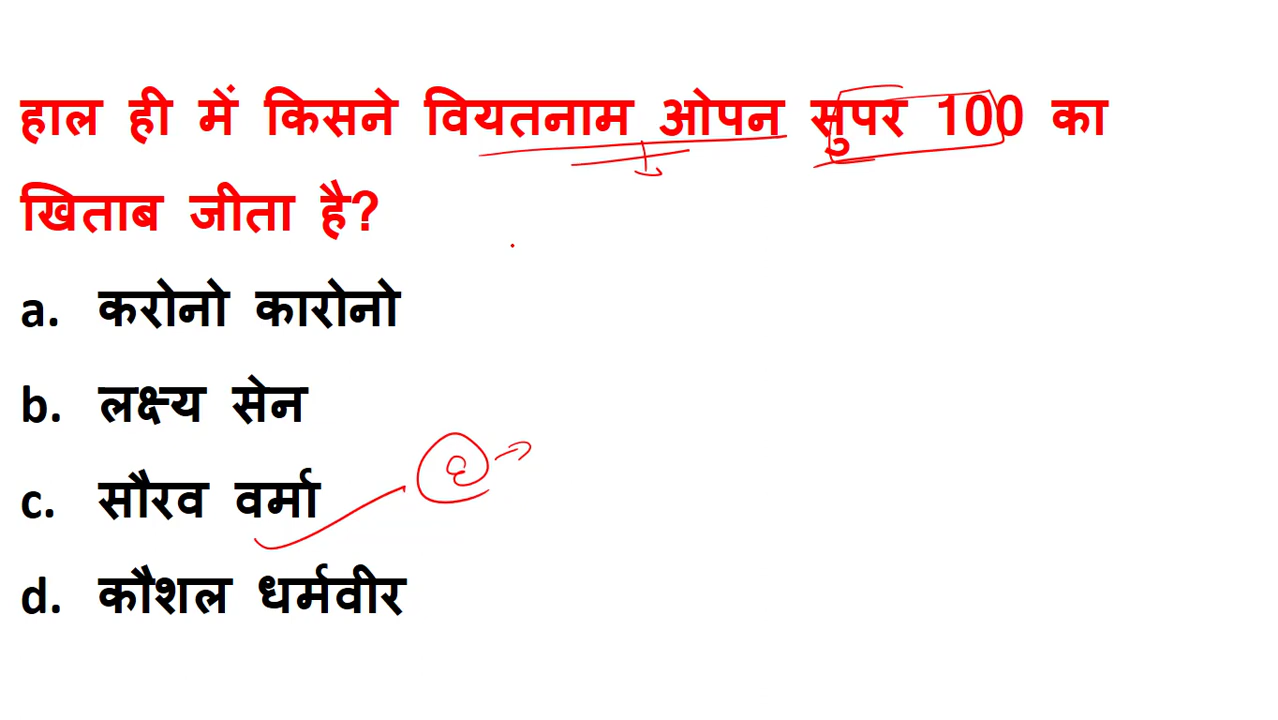 हाल ही में किसने वियतनाम ओपन सुपर 100 का
खिताब जीता है?
a. करोनो कारोनो
b. लक्ष्य सेन
c. सौरव वर्मा
d. कौशल धर्मवीर